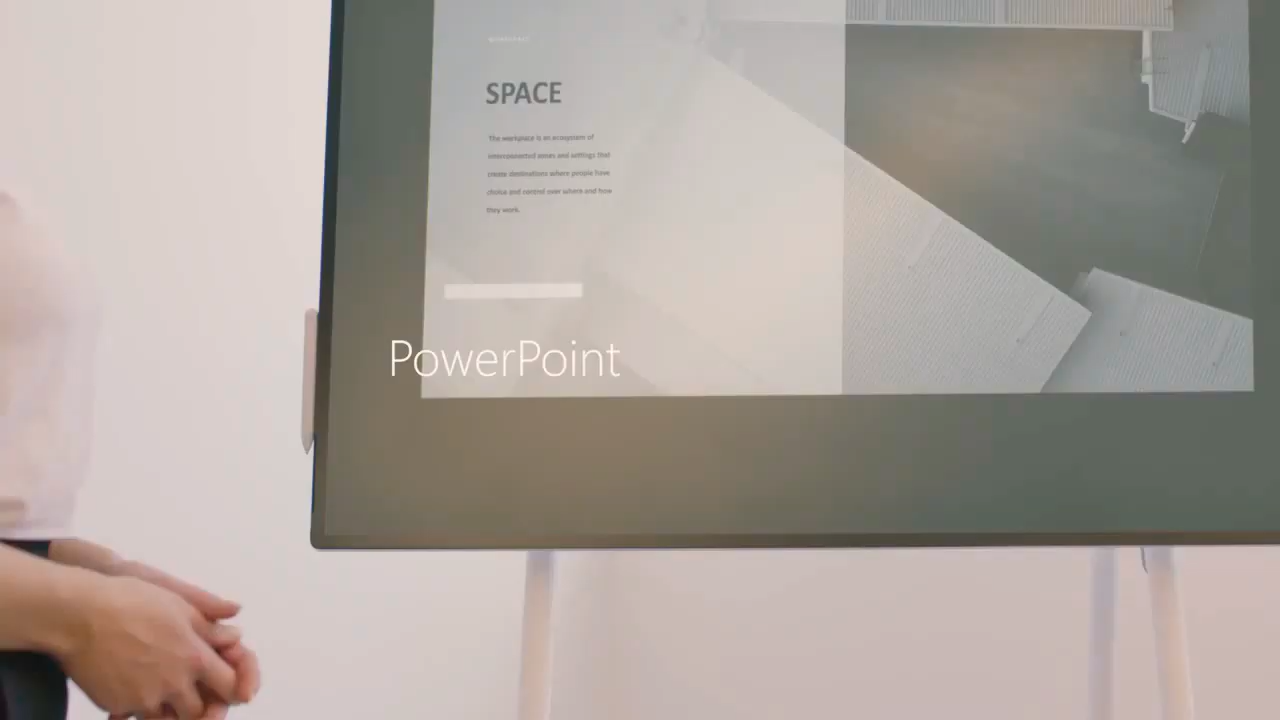 SPACE
The workplace is an ecosystem of
interconnected zones and settings that
create destinations where people have
choice and control over where and how
they work.
PowerPoint